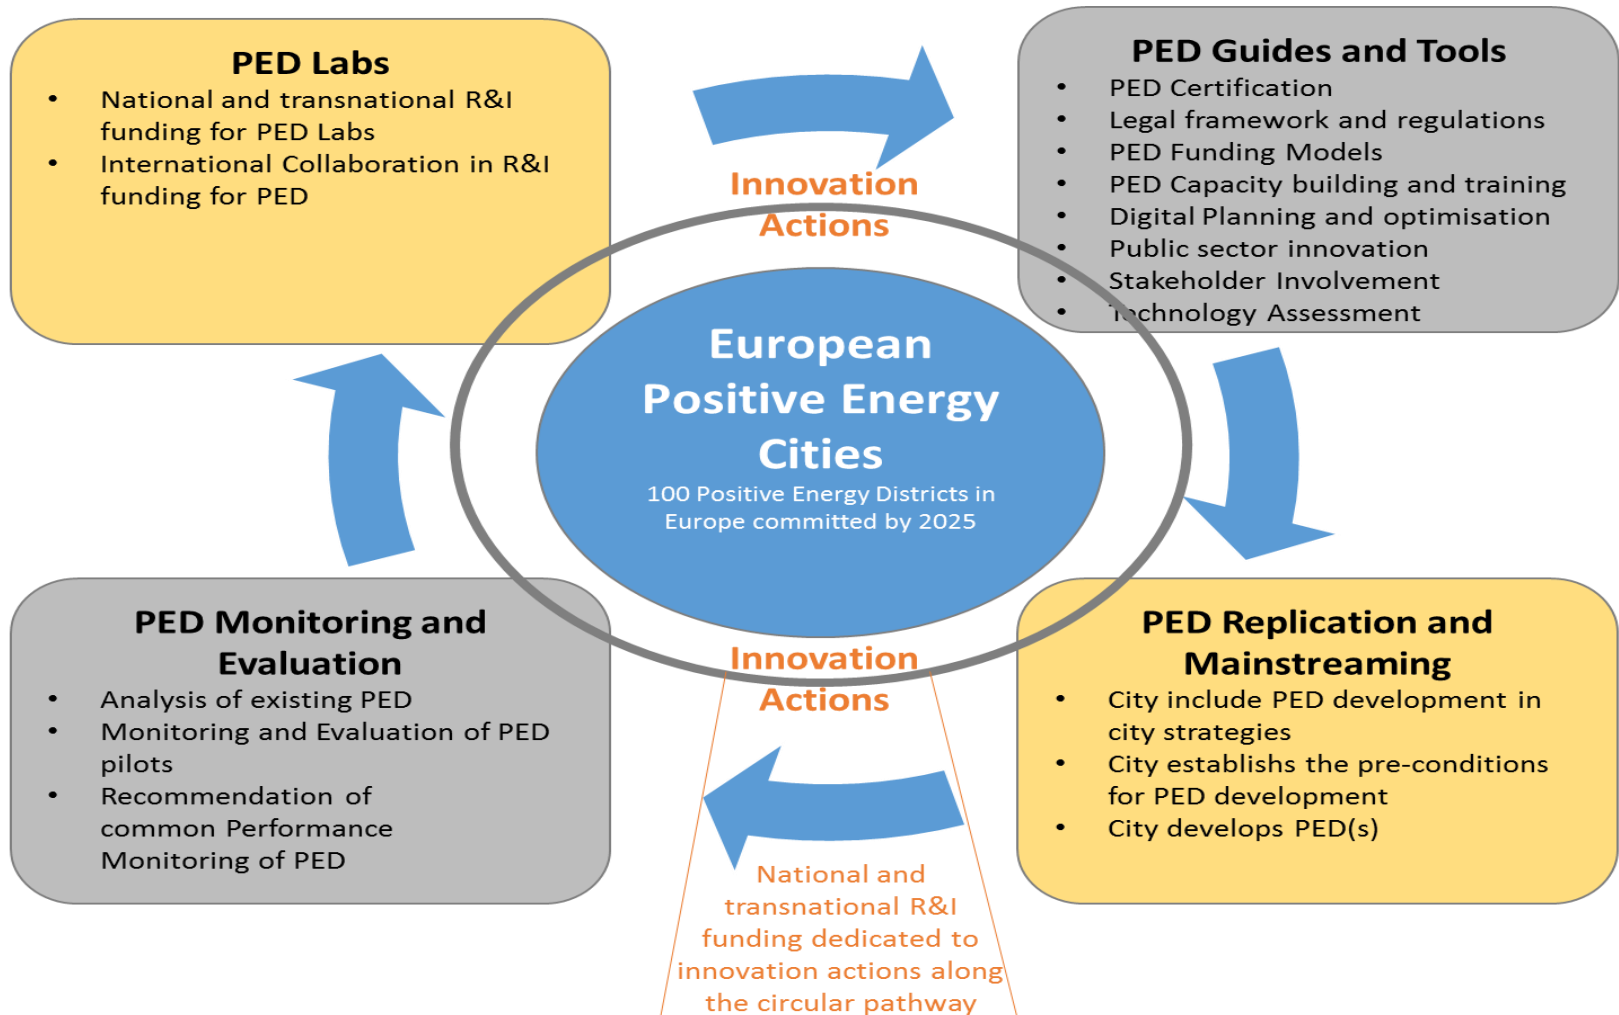 PED Labs
• National and transnational R&I
funding for PED Labs
• International Collaboration in R&I
funding for PED
Innovation
Actions
PED Guides and Tools
• PED Certification
• Legal framework and regulations
• PED Funding Models
• PED Capacity building and training
• Digital Planning and optimisation
• Public sector innovation
• Stakeholder Involvement
• Technology Assessment
European
Positive Energy
Cities
100 Positive Energy Districts in
Europe committed by 2025
PED Monitoring and
Evaluation
• Analysis of existing PED
• Monitoring and Evaluation of PED
pilots
• Recommendation of
common Performance
Monitoring of PED
Innovation
Actions
National and
transnational R&I
funding dedicated to
innovation actions along
the circular pathway
PED Replication and
Mainstreaming
• City include PED development in
city strategies
• City establishs the pre-conditions
for PED development
• City develops PED(s)